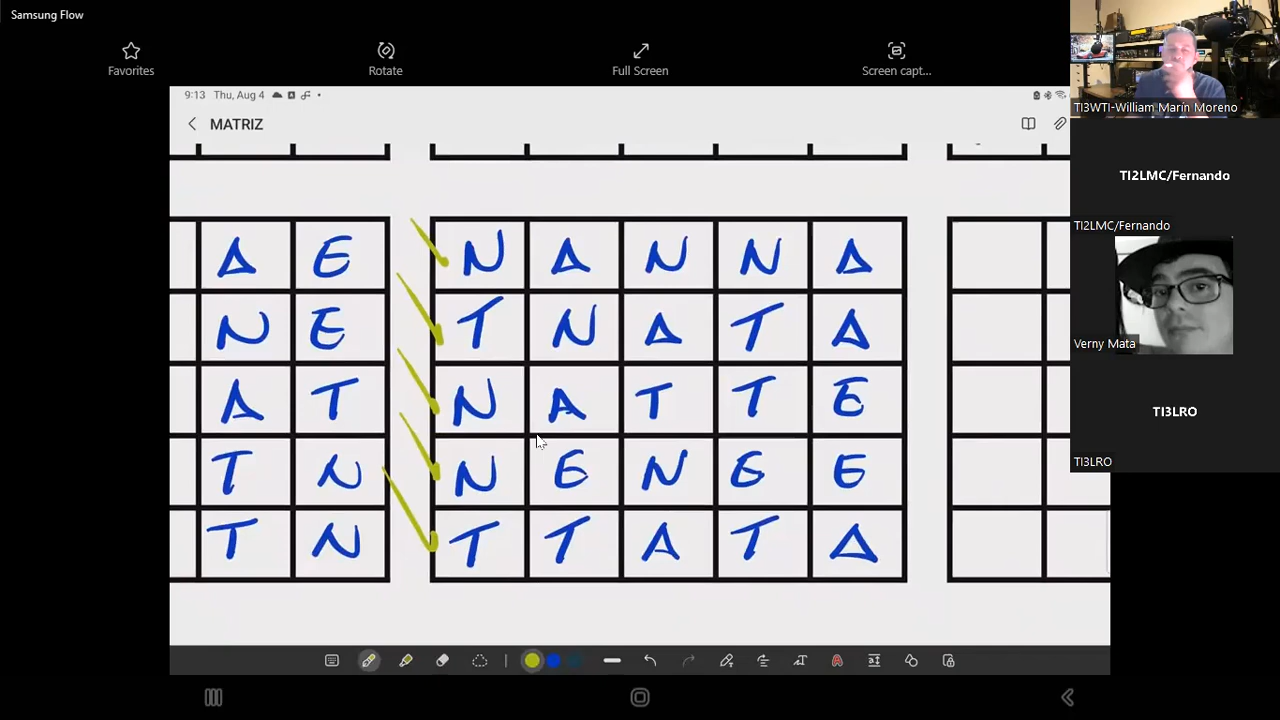 Samsung Flow
Favorites
Rotate
Full Screen
Screen capt...
9:13 Thu, Aug 4
MATRIZ
A E N A N N A
N E T N A T A
A T N A T T E
T N N E N E E
T N T T A T A
TI3WTI-William Marín Moreno
TI2LMC/Fernando
TI2LMC/Fernando
Verny Mata
TI3LRO
TI3LRO